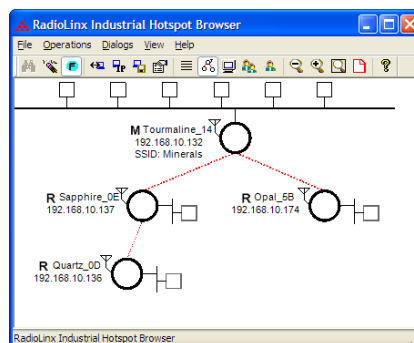 RadioLinx Industrial Hotspot Browser
File Operations Dialogs View Help
M Tourmaline_14
192.168.10.132
SSID: Minerals
R Sapphire_0E
192.168.10.137
R Opal_5B
192.168.10.174
R Quartz_0D
192.168.10.136
RadioLinx Industrial Hotspot Browser